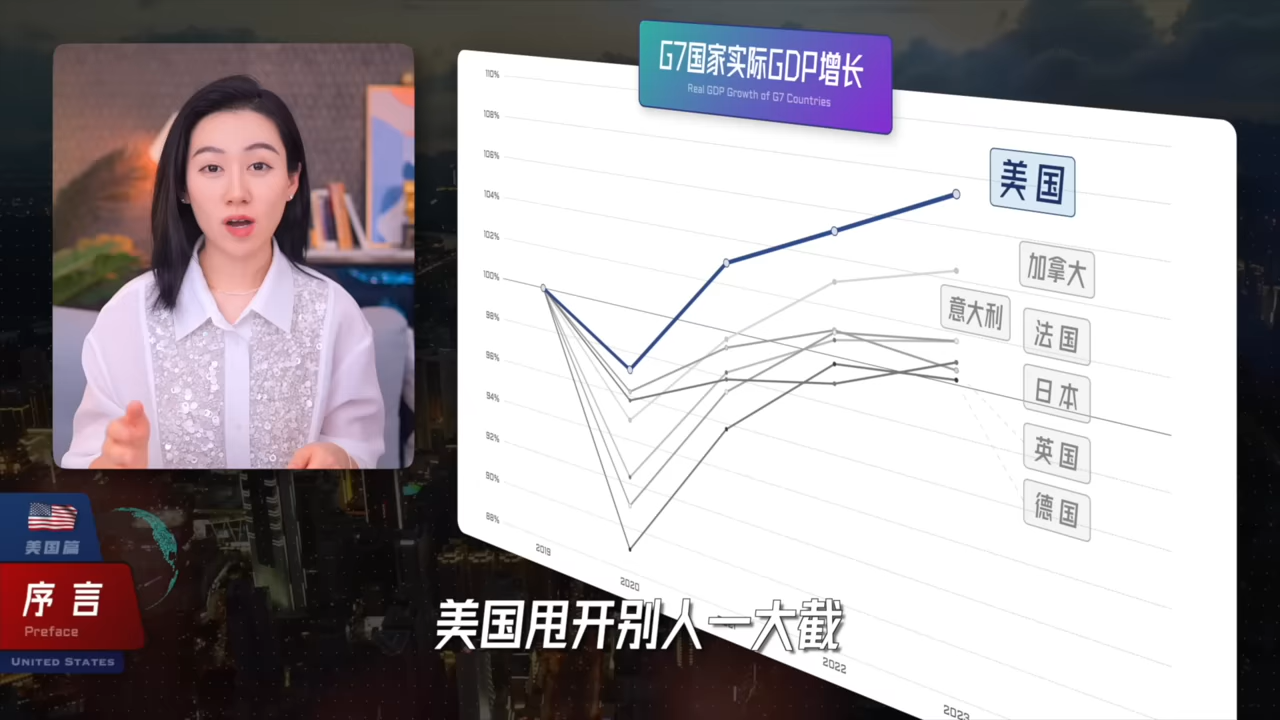 G7国家实际GDP增长
Real GDP Growth of G7 Countries
110%
108%
106%
104%
102%
100%
98%
96%
94%
92%
90%
88%
2019
2020
2022
2023
美国
加拿大
意大利
法国
日本
英国
德国
美国篇
序言
Preface
UNITED STATES
美国甩开别人一大截